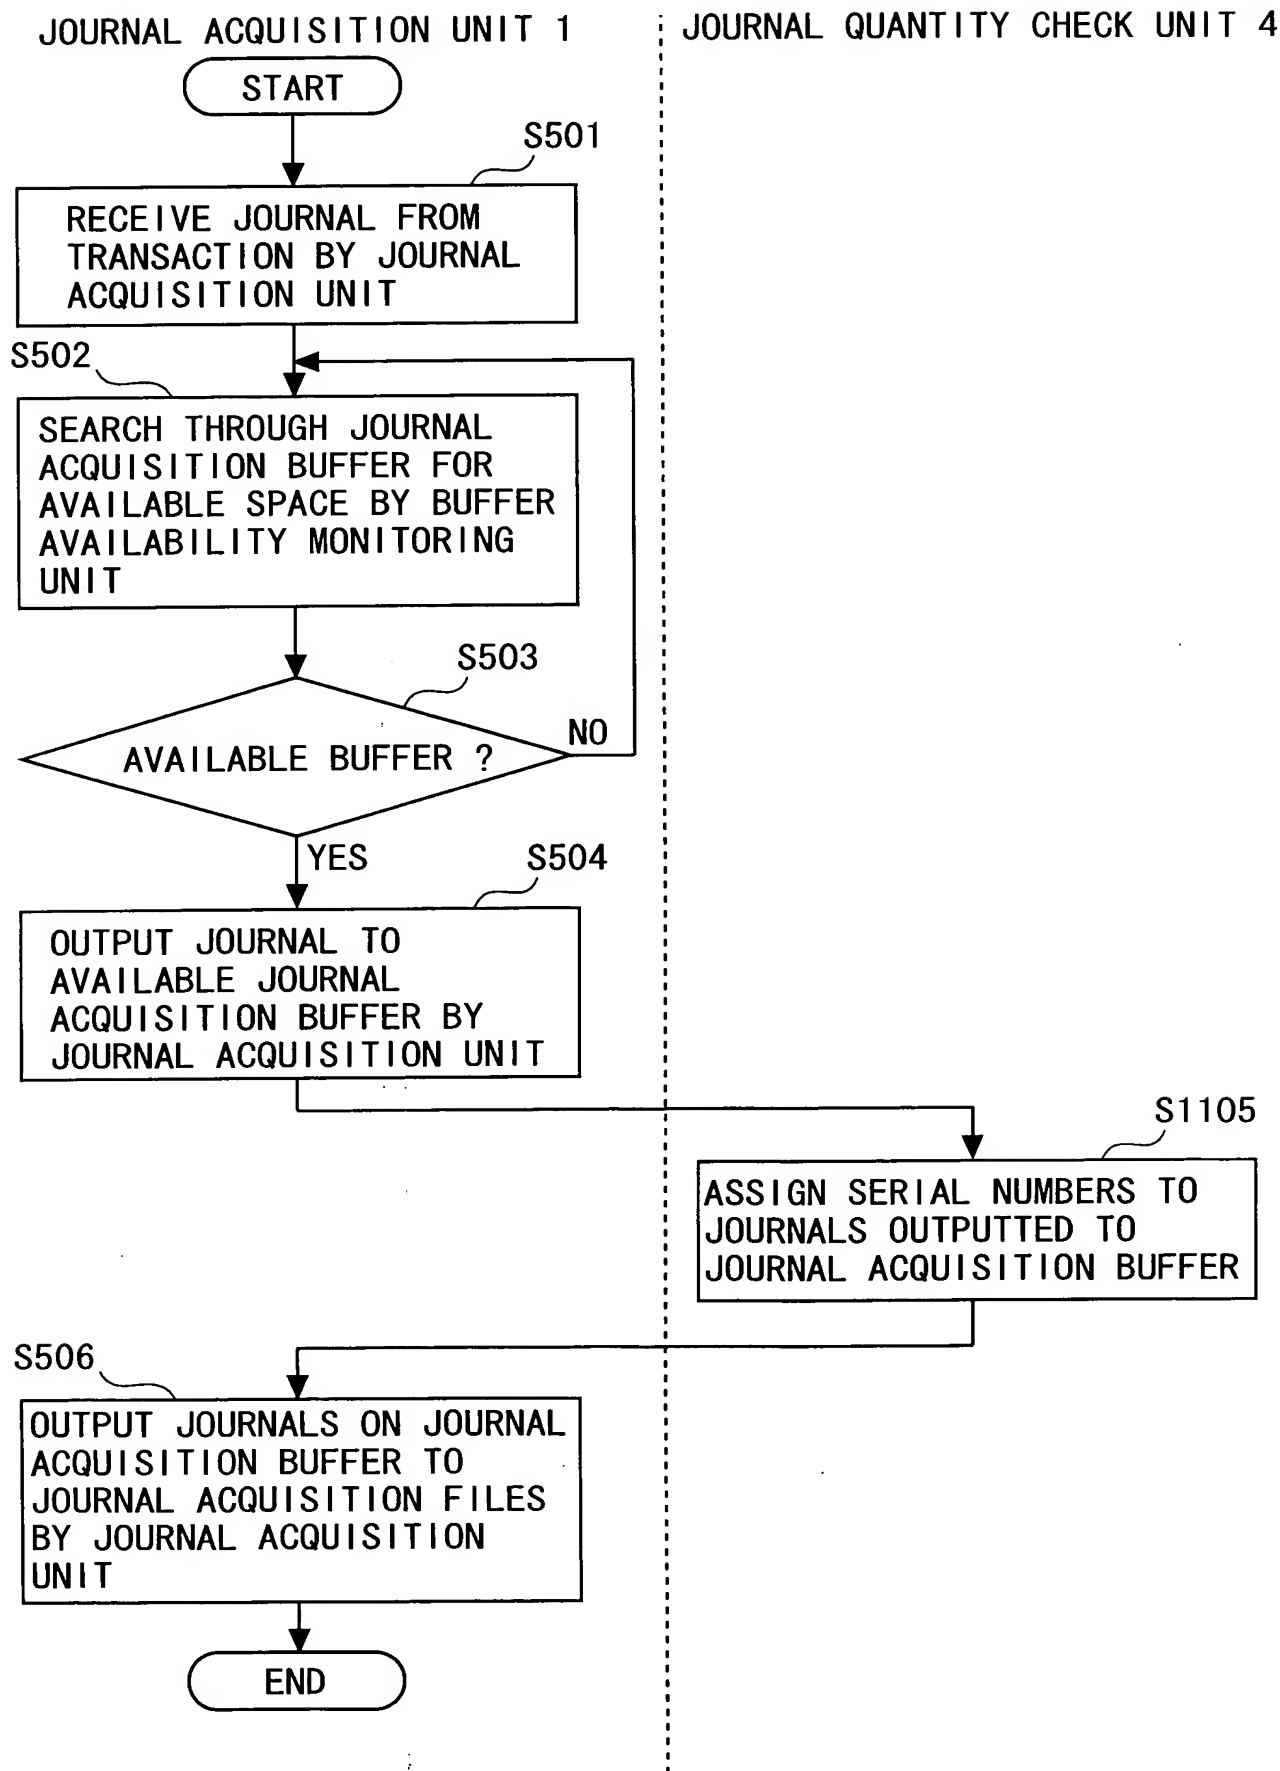 JOURNAL ACQUISITION UNIT 1
JOURNAL QUANTITY CHECK UNIT 4
START
S501
RECEIVE JOURNAL FROM
TRANSACTION BY JOURNAL
ACQUISITION UNIT
S502
SEARCH THROUGH JOURNAL
ACQUISITION BUFFER FOR
AVAILABLE SPACE BY BUFFER
AVAILABILITY MONITORING
UNIT
S503
AVAILABLE BUFFER ?
NO
YES
S504
OUTPUT JOURNAL TO
AVAILABLE JOURNAL
ACQUISITION BUFFER BY
JOURNAL ACQUISITION UNIT
S1105
ASSIGN SERIAL NUMBERS TO
JOURNALS OUTPUTTED TO
JOURNAL ACQUISITION BUFFER
S506
OUTPUT JOURNALS ON JOURNAL
ACQUISITION BUFFER TO
JOURNAL ACQUISITION FILES
BY JOURNAL ACQUISITION
UNIT
END